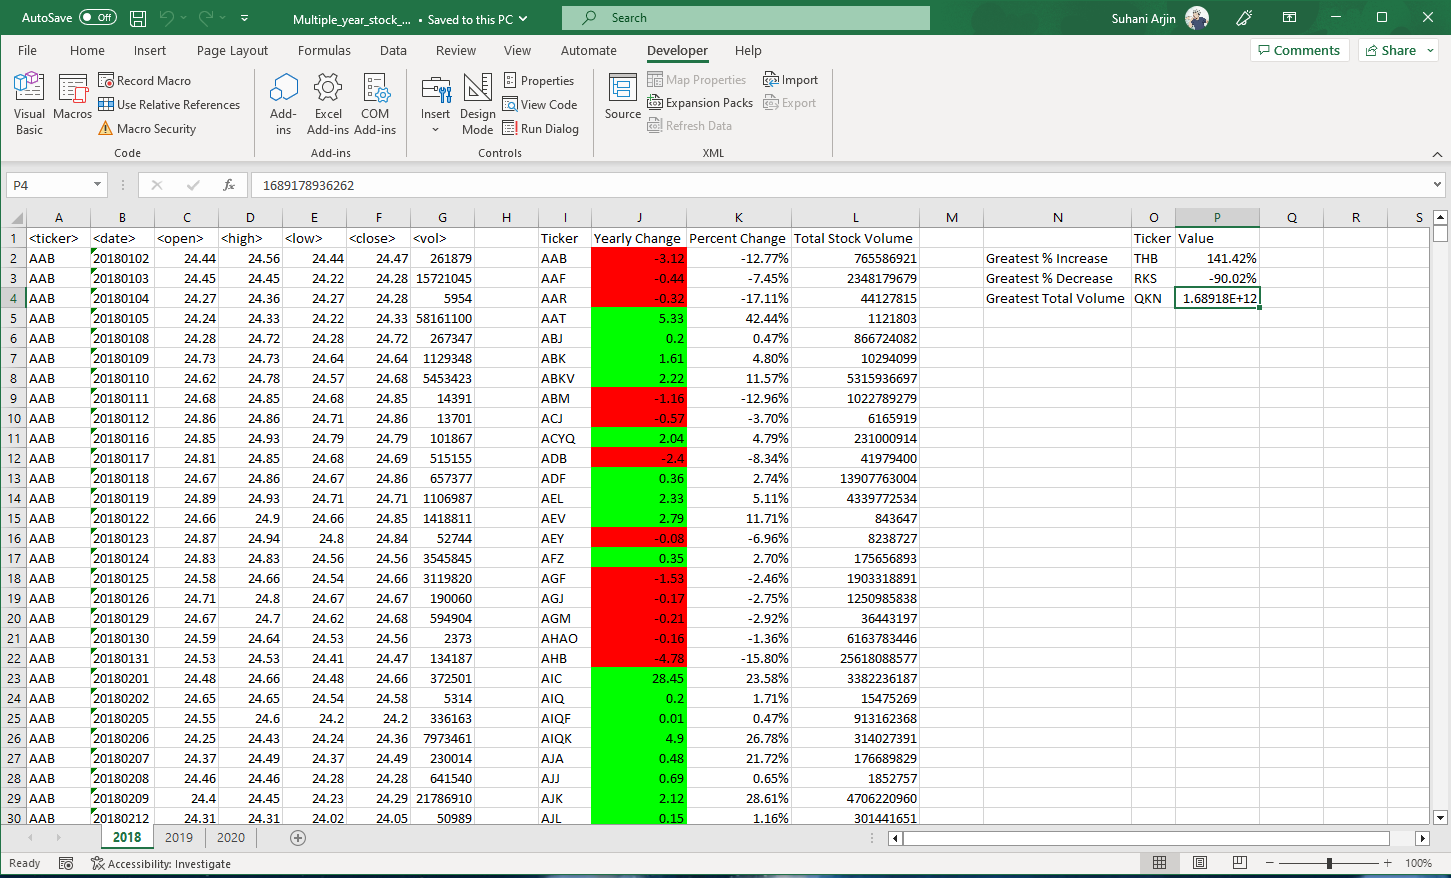 AutoSave Off Multiple_year_stock_... • Saved to this PC Search Suhani Arjin
File Home Insert Page Layout Formulas Data Review View Automate Developer Help Comments Share
Visual Basic
Macros
Record Macro
Use Relative References
Macro Security
Code
Add-ins
Excel Add-ins
COM Add-ins
Add-ins
Insert
Design Mode
Properties
View Code
Run Dialog
Controls
Source
Map Properties
Expansion Packs
Refresh Data
Import
Export
XML
P4 fx 1689178936262
A B C D E F G H I J K L M N O P Q R S
1 <ticker> <date> <open> <high> <low> <close> <vol> Ticker Yearly Change Percent Change Total Stock Volume Ticker Value
2 AAB 20180102 24.44 24.56 24.44 24.47 261879 AAB -3.12 -12.77% 765586921 Greatest % Increase THB 141.42%
3 AAB 20180103 24.45 24.45 24.22 24.28 15721045 AAF -0.44 -7.45% 2348179679 Greatest % Decrease RKS -90.02%
4 AAB 20180104 24.27 24.36 24.27 24.28 5954 AAR -0.32 -17.11% 44127815 Greatest Total Volume QKN 1.68918E+12
5 AAB 20180105 24.24 24.33 24.22 24.33 58161100 AAT 5.33 42.44% 1121803
6 AAB 20180108 24.28 24.72 24.28 24.72 267347 ABJ 0.2 0.47% 866724082
7 AAB 20180109 24.73 24.73 24.64 24.64 1129348 ABK 1.61 4.80% 10294099
8 AAB 20180110 24.62 24.78 24.57 24.68 5453423 ABKV 2.22 11.57% 5315936697
9 AAB 20180111 24.68 24.85 24.68 24.85 14391 ABM -1.16 -12.96% 1022789279
10 AAB 20180112 24.86 24.86 24.71 24.86 13701 ACJ -0.57 -3.70% 6165919
11 AAB 20180116 24.85 24.93 24.79 24.79 101867 ACYQ 2.04 4.79% 231000914
12 AAB 20180117 24.81 24.85 24.68 24.69 515155 ADB -2.4 -8.34% 41979400
13 AAB 20180118 24.67 24.86 24.67 24.86 657377 ADF 0.36 2.74% 13907763004
14 AAB 20180119 24.89 24.93 24.71 24.71 1106987 AEL 2.33 5.11% 4339772534
15 AAB 20180122 24.66 24.9 24.66 24.85 1418811 AEV 2.79 11.71% 843647
16 AAB 20180123 24.87 24.94 24.8 24.84 52744 AEY -0.08 -6.96% 8238727
17 AAB 20180124 24.83 24.83 24.56 24.56 3545845 AFZ 0.35 2.70% 175656893
18 AAB 20180125 24.58 24.66 24.54 24.66 3119820 AGF -1.53 -2.46% 1903318891
19 AAB 20180126 24.71 24.8 24.67 24.67 190060 AGJ -0.17 -2.75% 1250985838
20 AAB 20180129 24.67 24.7 24.62 24.68 594904 AGM -0.21 -2.92% 36443197
21 AAB 20180130 24.59 24.64 24.53 24.56 2373 AHAO -0.16 -1.36% 6163783446
22 AAB 20180131 24.53 24.53 24.41 24.47 134187 AHB -4.78 -15.80% 25618088577
23 AAB 20180201 24.48 24.66 24.48 24.66 372501 AIC 28.45 23.58% 3382236187
24 AAB 20180202 24.65 24.65 24.54 24.58 5314 AIQ 0.2 1.71% 15475269
25 AAB 20180205 24.55 24.6 24.2 24.2 336163 AIQF 0.01 0.47% 913162368
26 AAB 20180206 24.25 24.43 24.24 24.36 7973461 AIQK 4.9 26.78% 314027391
27 AAB 20180207 24.37 24.49 24.37 24.49 230014 AJA 0.48 21.72% 176689829
28 AAB 20180208 24.46 24.46 24.28 24.28 641540 AJJ 0.69 0.65% 1852757
29 AAB 20180209 24.4 24.45 24.23 24.29 21786910 AJK 2.12 28.61% 4706220960
30 AAB 20180212 24.31 24.31 24.02 24.05 50989 AJL 0.15 1.16% 301441651
2018 2019 2020
Ready Accessibility: Investigate 100%